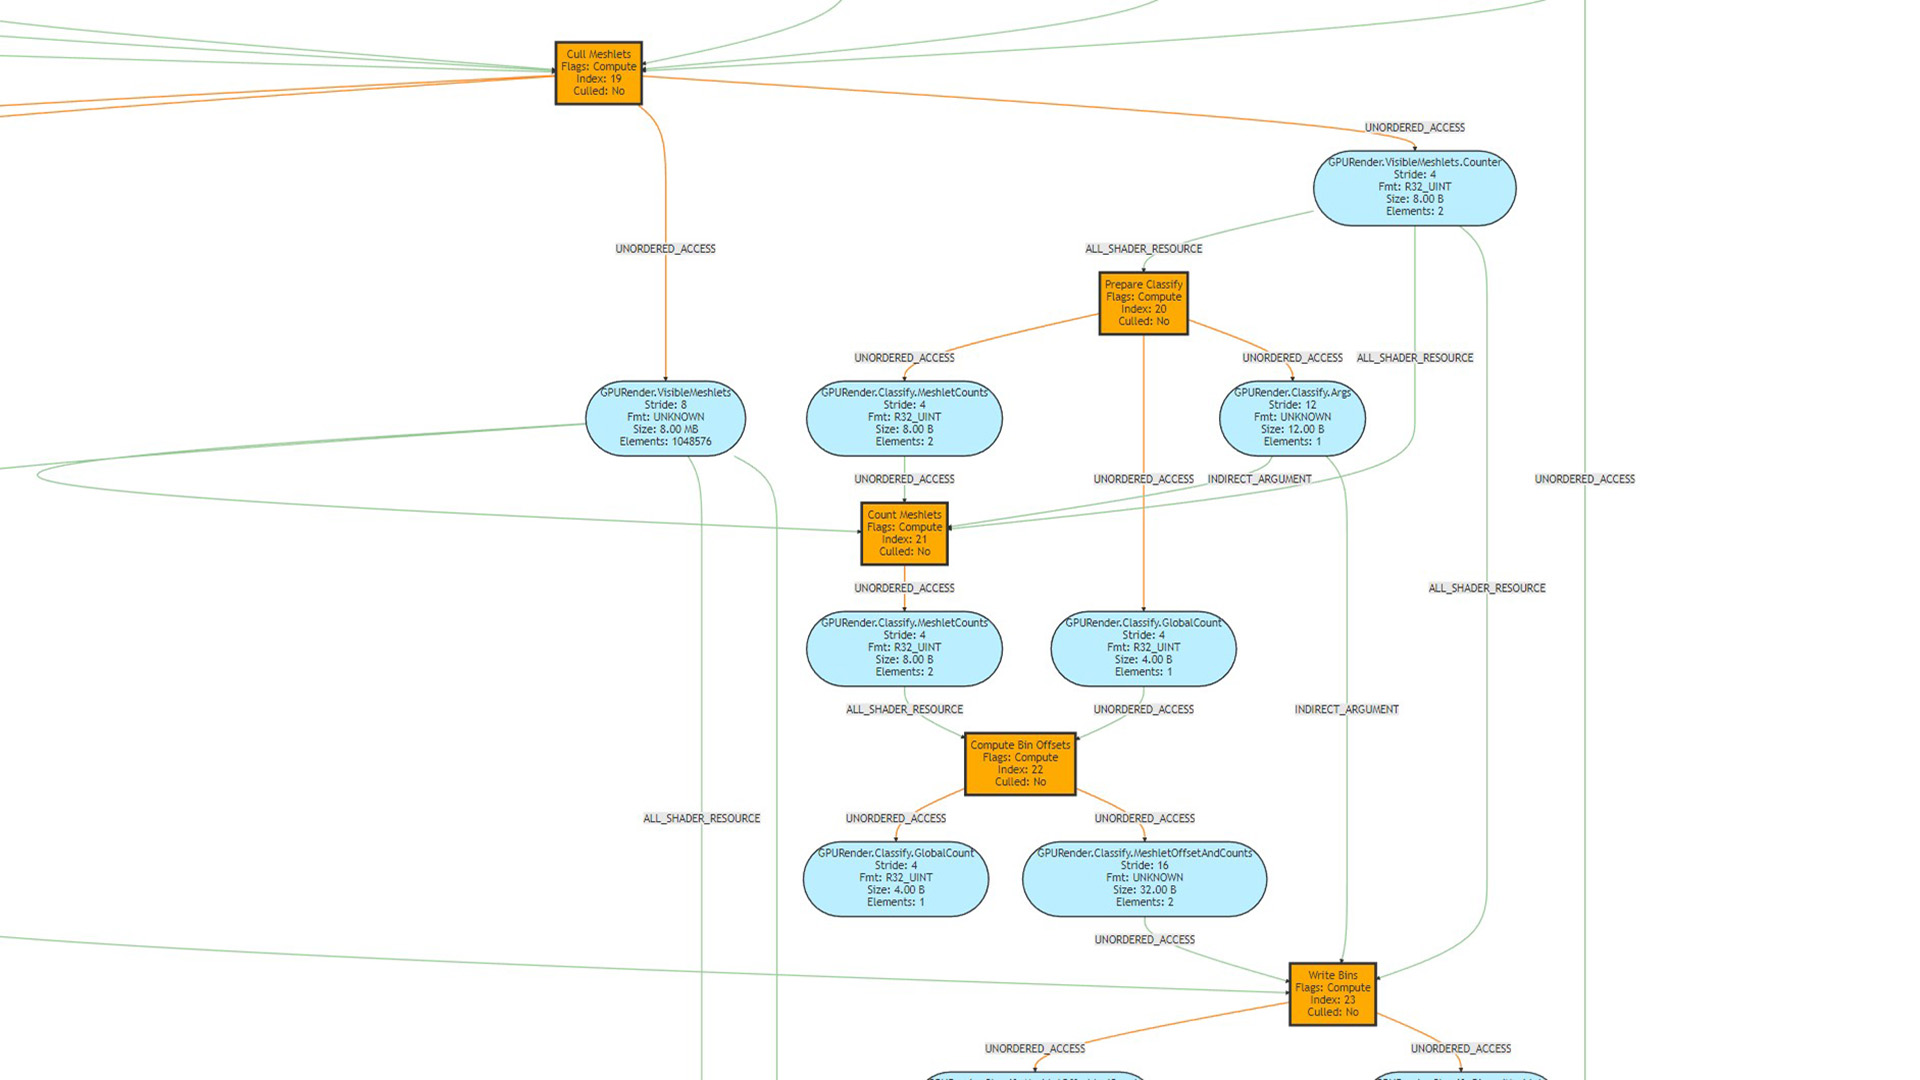 Cull Meshlets
Flags: Compute
Index: 19
Culled: No
UNORDERED_ACCESS
GPURender.VisibleMeshlets.Counter
Stride: 4
Fmt: R32_UINT
Size: 8.00 B
Elements: 2
UNORDERED_ACCESS
ALL_SHADER_RESOURCE
Prepare Classify
Flags: Compute
Index: 20
Culled: No
UNORDERED_ACCESS
UNORDERED_ACCESS
ALL_SHADER_RESOURCE
GPURender.VisibleMeshlets
Stride: 8
Fmt: UNKNOWN
Size: 8.00 MB
Elements: 1048576
GPURender.Classify.MeshletCounts
Stride: 4
Fmt: R32_UINT
Size: 8.00 B
Elements: 2
GPURender.Classify.Args
Stride: 12
Fmt: UNKNOWN
Size: 12.00 B
Elements: 1
UNORDERED_ACCESS
UNORDERED_ACCESS
INDIRECT_ARGUMENT
UNORDERED_ACCESS
Count Meshlets
Flags: Compute
Index: 21
Culled: No
UNORDERED_ACCESS
ALL_SHADER_RESOURCE
GPURender.Classify.MeshletCounts
Stride: 4
Fmt: R32_UINT
Size: 8.00 B
Elements: 2
GPURender.Classify.GlobalCount
Stride: 4
Fmt: R32_UINT
Size: 4.00 B
Elements: 1
ALL_SHADER_RESOURCE
UNORDERED_ACCESS
INDIRECT_ARGUMENT
Compute Bin Offsets
Flags: Compute
Index: 22
Culled: No
ALL_SHADER_RESOURCE
UNORDERED_ACCESS
UNORDERED_ACCESS
GPURender.Classify.GlobalCount
Stride: 4
Fmt: R32_UINT
Size: 4.00 B
Elements: 1
GPURender.Classify.MeshletOffsetAndCounts
Stride: 16
Fmt: UNKNOWN
Size: 32.00 B
Elements: 2
UNORDERED_ACCESS
Write Bins
Flags: Compute
Index: 23
Culled: No
UNORDERED_ACCESS
UNORDERED_ACCESS